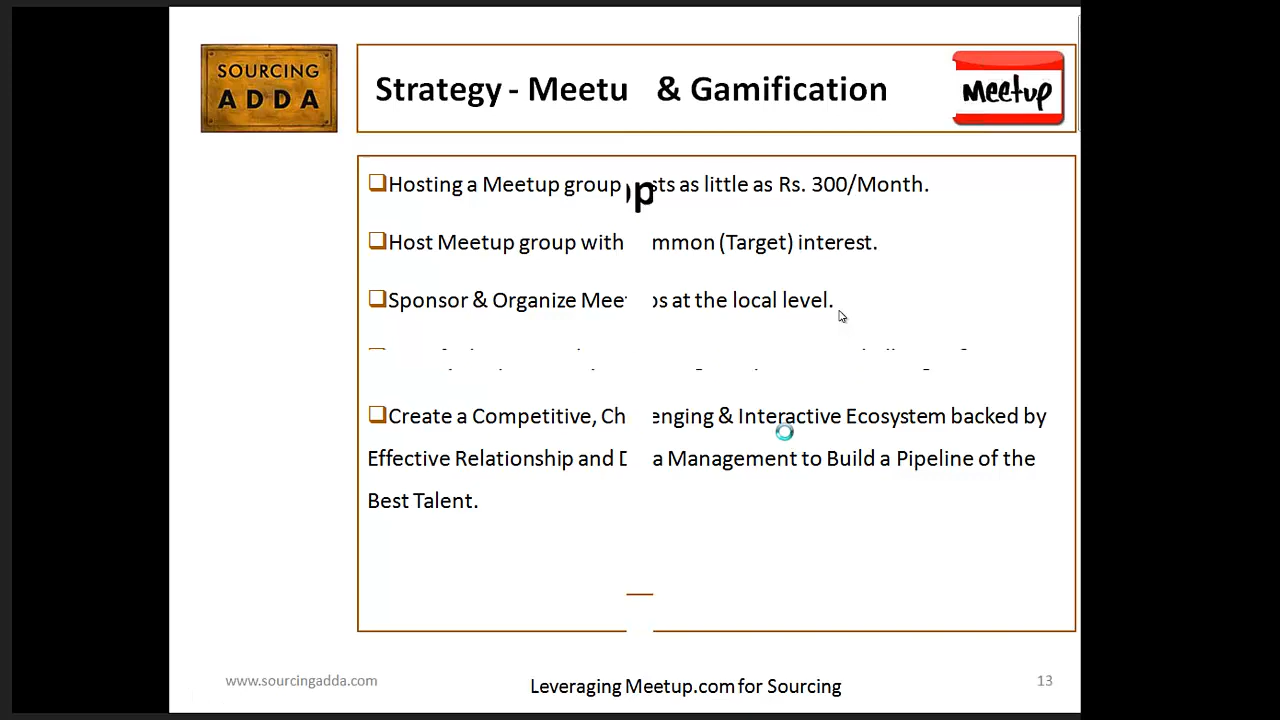 SOURCING
ADDA
Strategy - Meetu & Gamification
Meetup
p
Hosting a Meetup group sts as little as Rs. 300/Month.
Host Meetup group with mmon (Target) interest.
Sponsor & Organize Mee ps at the local level.
Create a Competitive, Ch enging & Interactive Ecosystem backed by
Effective Relationship and D a Management to Build a Pipeline of the
Best Talent.
www.sourcingadda.com
Leveraging Meetup.com for Sourcing
13